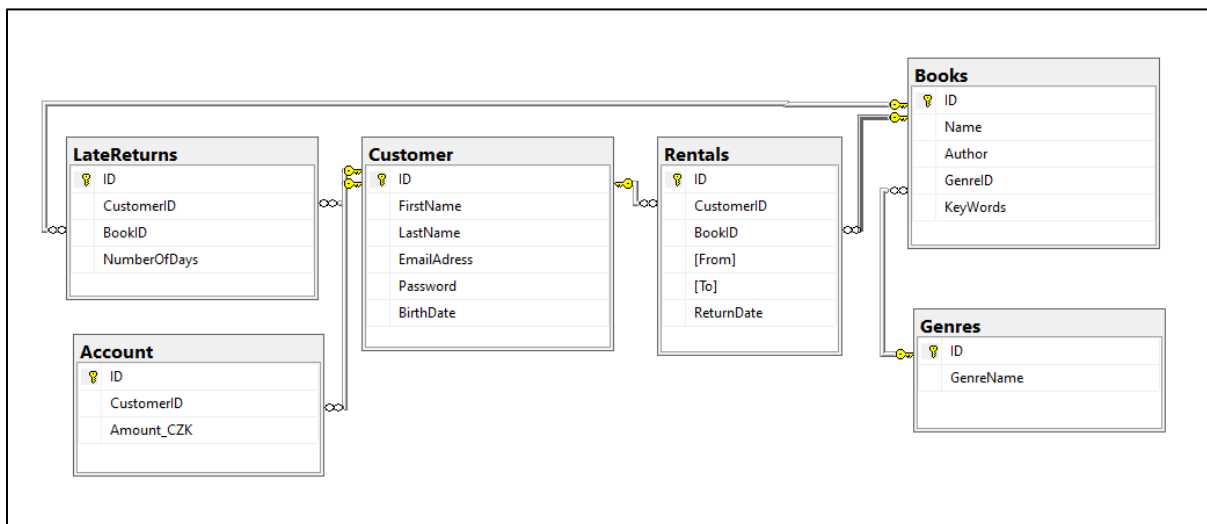 Books
ID
Name
Author
GenreID
KeyWords
LateReturns
ID
CustomerID
BookID
NumberOfDays
Customer
ID
FirstName
LastName
EmailAdress
Password
BirthDate
Rentals
ID
CustomerID
BookID
[From]
[To]
ReturnDate
Account
ID
CustomerID
Amount_CZK
Genres
ID
GenreName